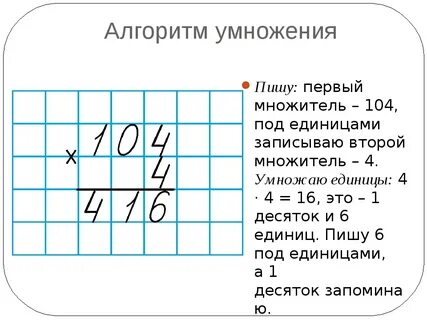 Алгоритм умножения
104
x
4
416
Пишу: первый
множитель – 104,
под единицами
записываю второй
множитель – 4.
Умножаю единицы: 4
· 4 = 16, это – 1
десяток и 6
единиц. Пишу 6
под единицами,
а 1
десяток запомина
ю.